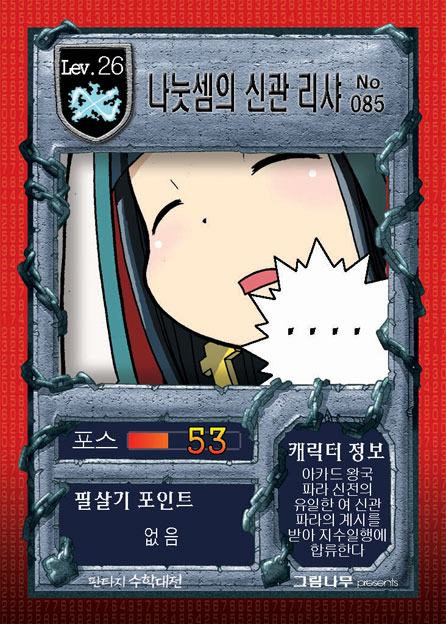 Lev. 26
나눗셈의 신관 리샤
No
085
....
포스 53
필살기 포인트
없음
캐릭터 정보
아카드 왕국
파라 신전의
유일한 여 신관
파라의 계시를
받아 지수일행에
합류한다
판타지 수학대전
그림나무 presents